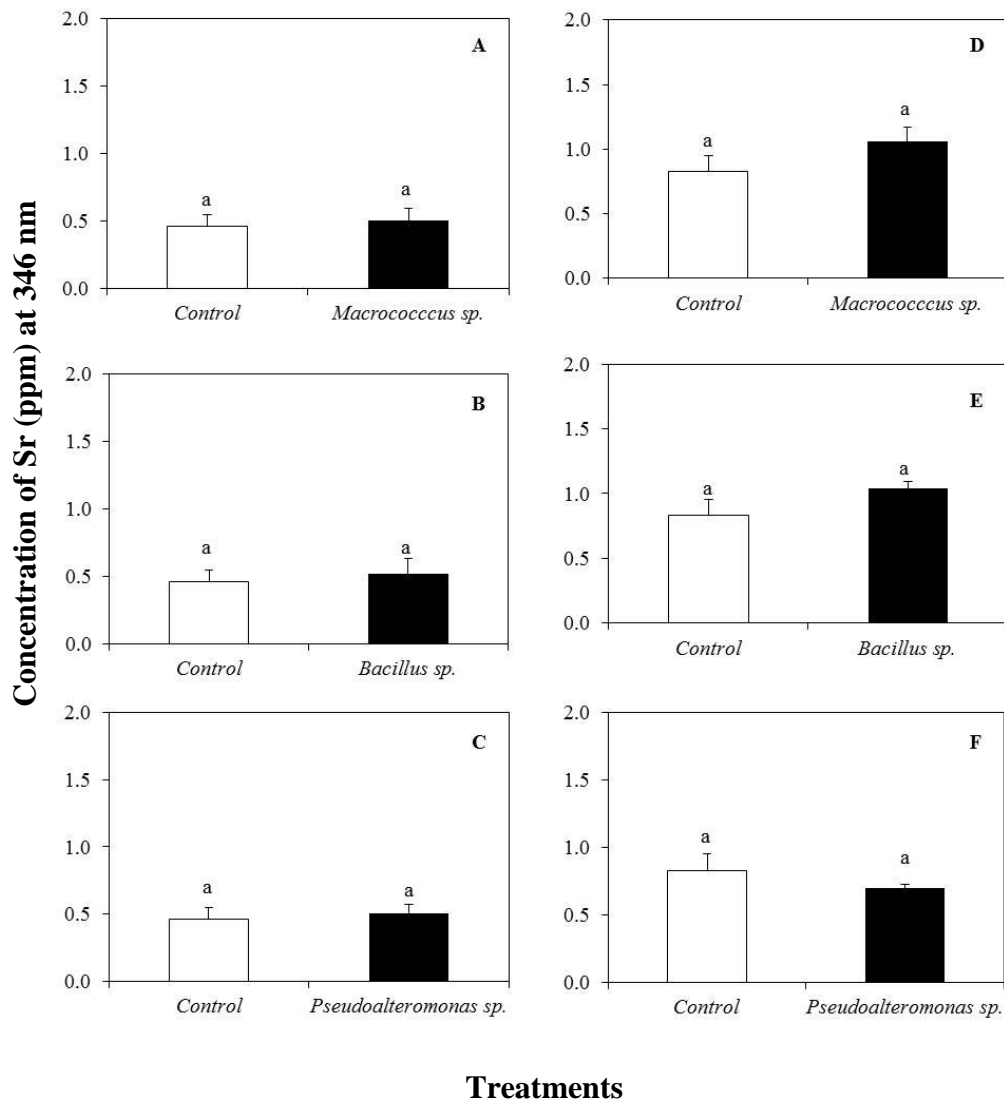 Concentration of Sr (ppm) at 346 nm
2.0
A
1.5
1.0
a
a
0.5
0.0
Control
Macrococccus sp.
2.0
D
1.5
a
a
1.0
0.5
0.0
Control
Macrococccus sp.
2.0
B
1.5
1.0
a
a
0.5
0.0
Control
Bacillus sp.
2.0
E
1.5
a
a
1.0
0.5
0.0
Control
Bacillus sp.
2.0
C
1.5
1.0
a
a
0.5
0.0
Control
Pseudoalteromonas sp.
2.0
F
1.5
a
a
1.0
0.5
0.0
Control
Pseudoalteromonas sp.
Treatments